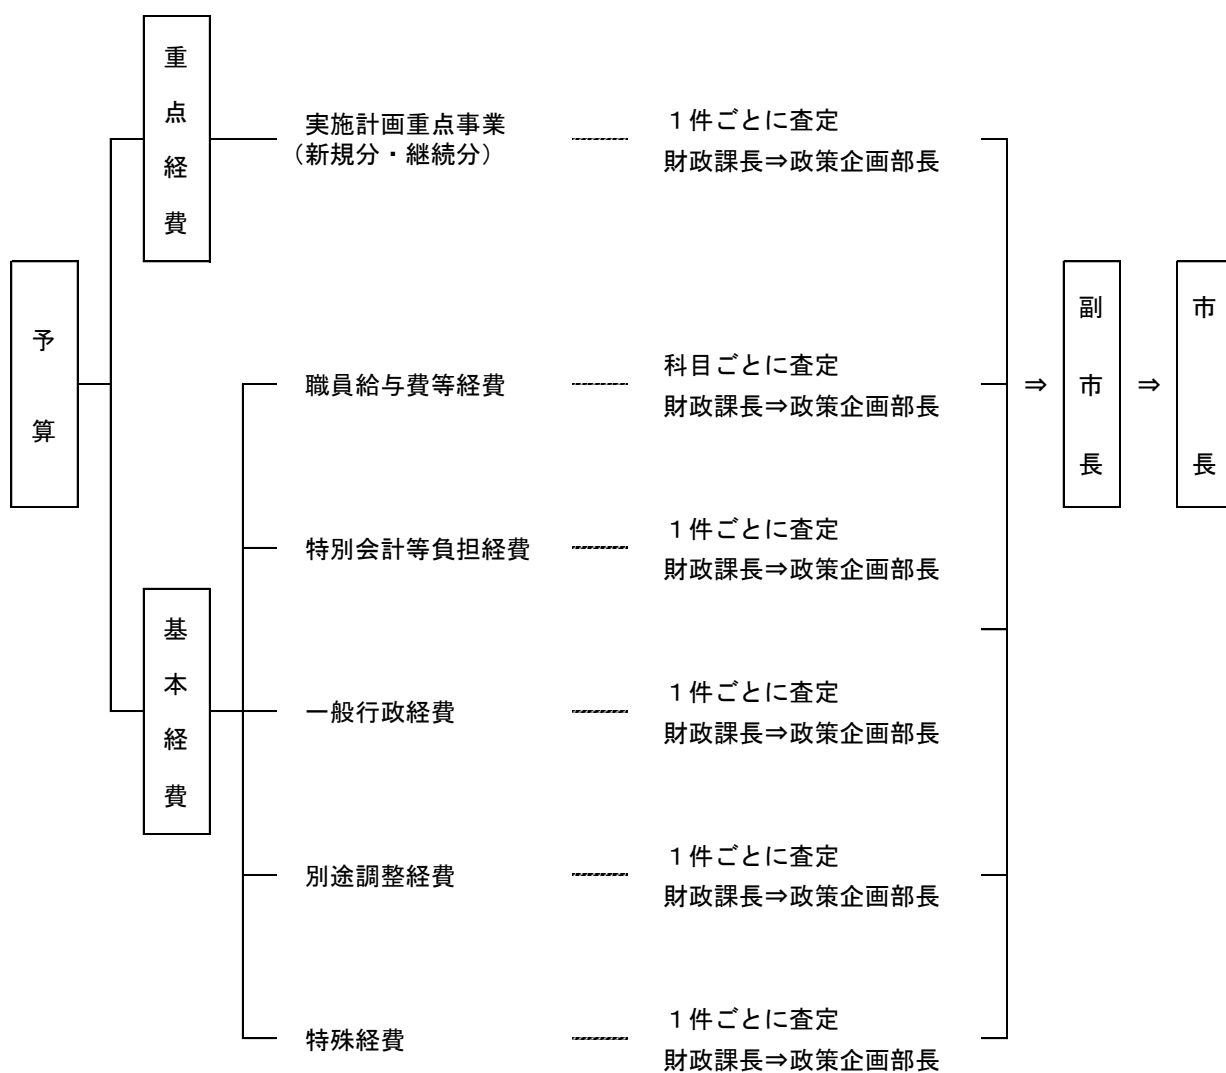 予算
重点経費
実施計画重点事業
（新規分・継続分）
１件ごとに査定
財政課長⇒政策企画部長
基本経費
職員給与費等経費
科目ごとに査定
財政課長⇒政策企画部長
特別会計等負担経費
１件ごとに査定
財政課長⇒政策企画部長
一般行政経費
１件ごとに査定
財政課長⇒政策企画部長
別途調整経費
１件ごとに査定
財政課長⇒政策企画部長
特殊経費
１件ごとに査定
財政課長⇒政策企画部長
⇒
副市長
⇒
市長